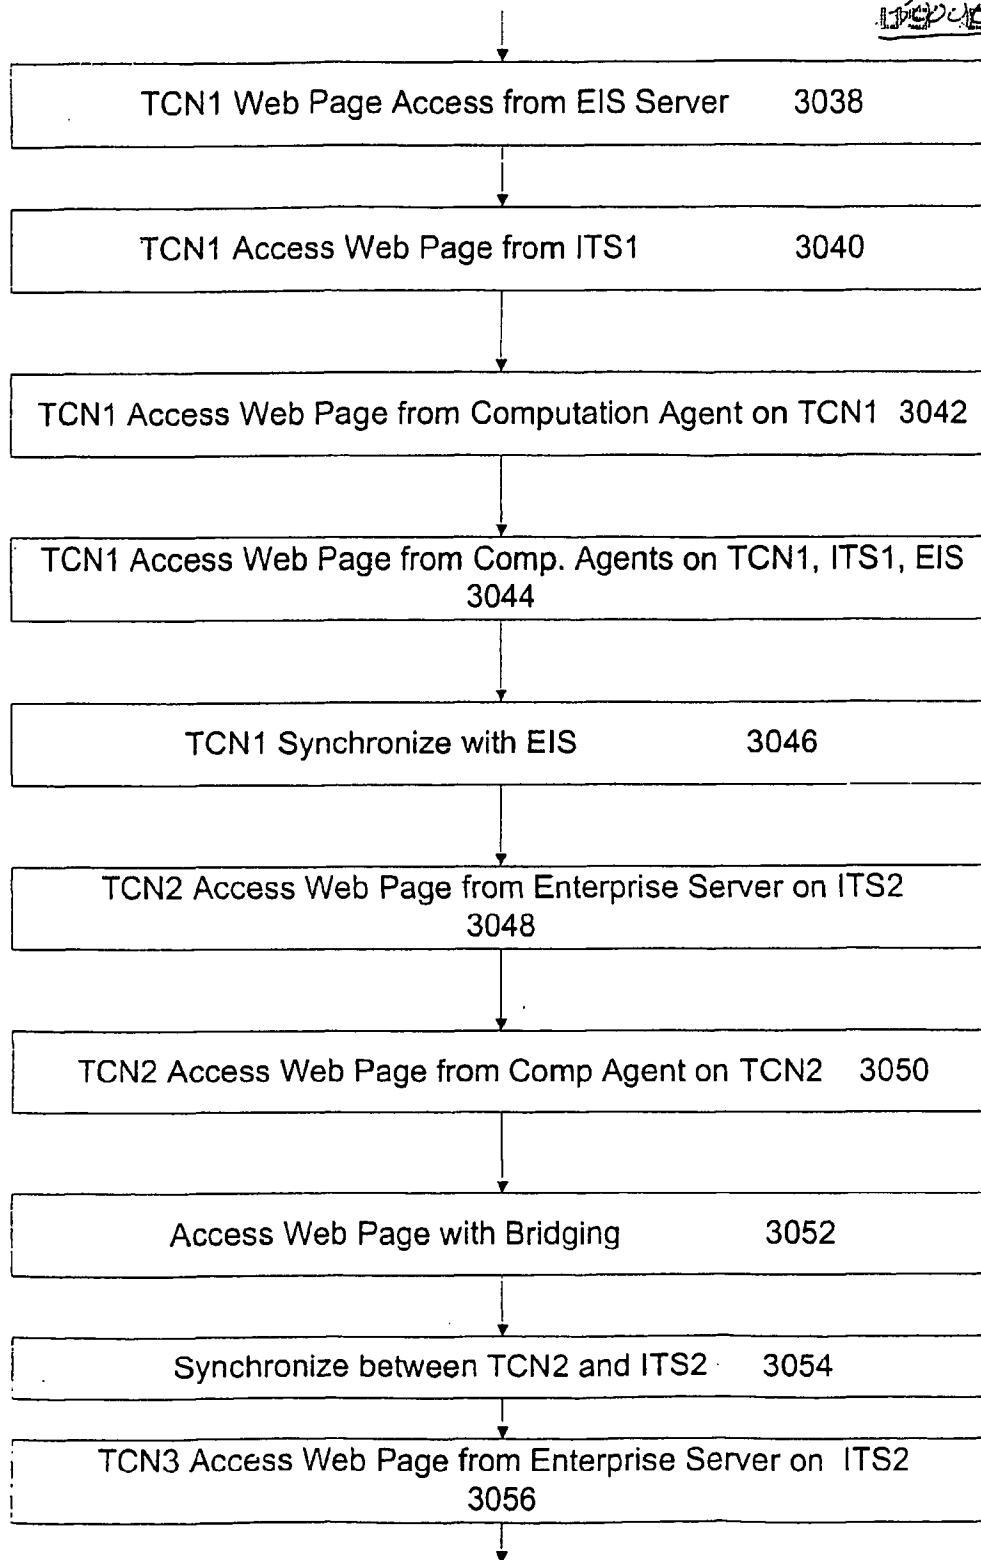 TCN1 Web Page Access from EIS Server 3038
TCN1 Access Web Page from ITS1 3040
TCN1 Access Web Page from Computation Agent on TCN1 3042
TCN1 Access Web Page from Comp. Agents on TCN1, ITS1, EIS
3044
TCN1 Synchronize with EIS 3046
TCN2 Access Web Page from Enterprise Server on ITS2
3048
TCN2 Access Web Page from Comp Agent on TCN2 3050
Access Web Page with Bridging 3052
Synchronize between TCN2 and ITS2 3054
TCN3 Access Web Page from Enterprise Server on ITS2
3056